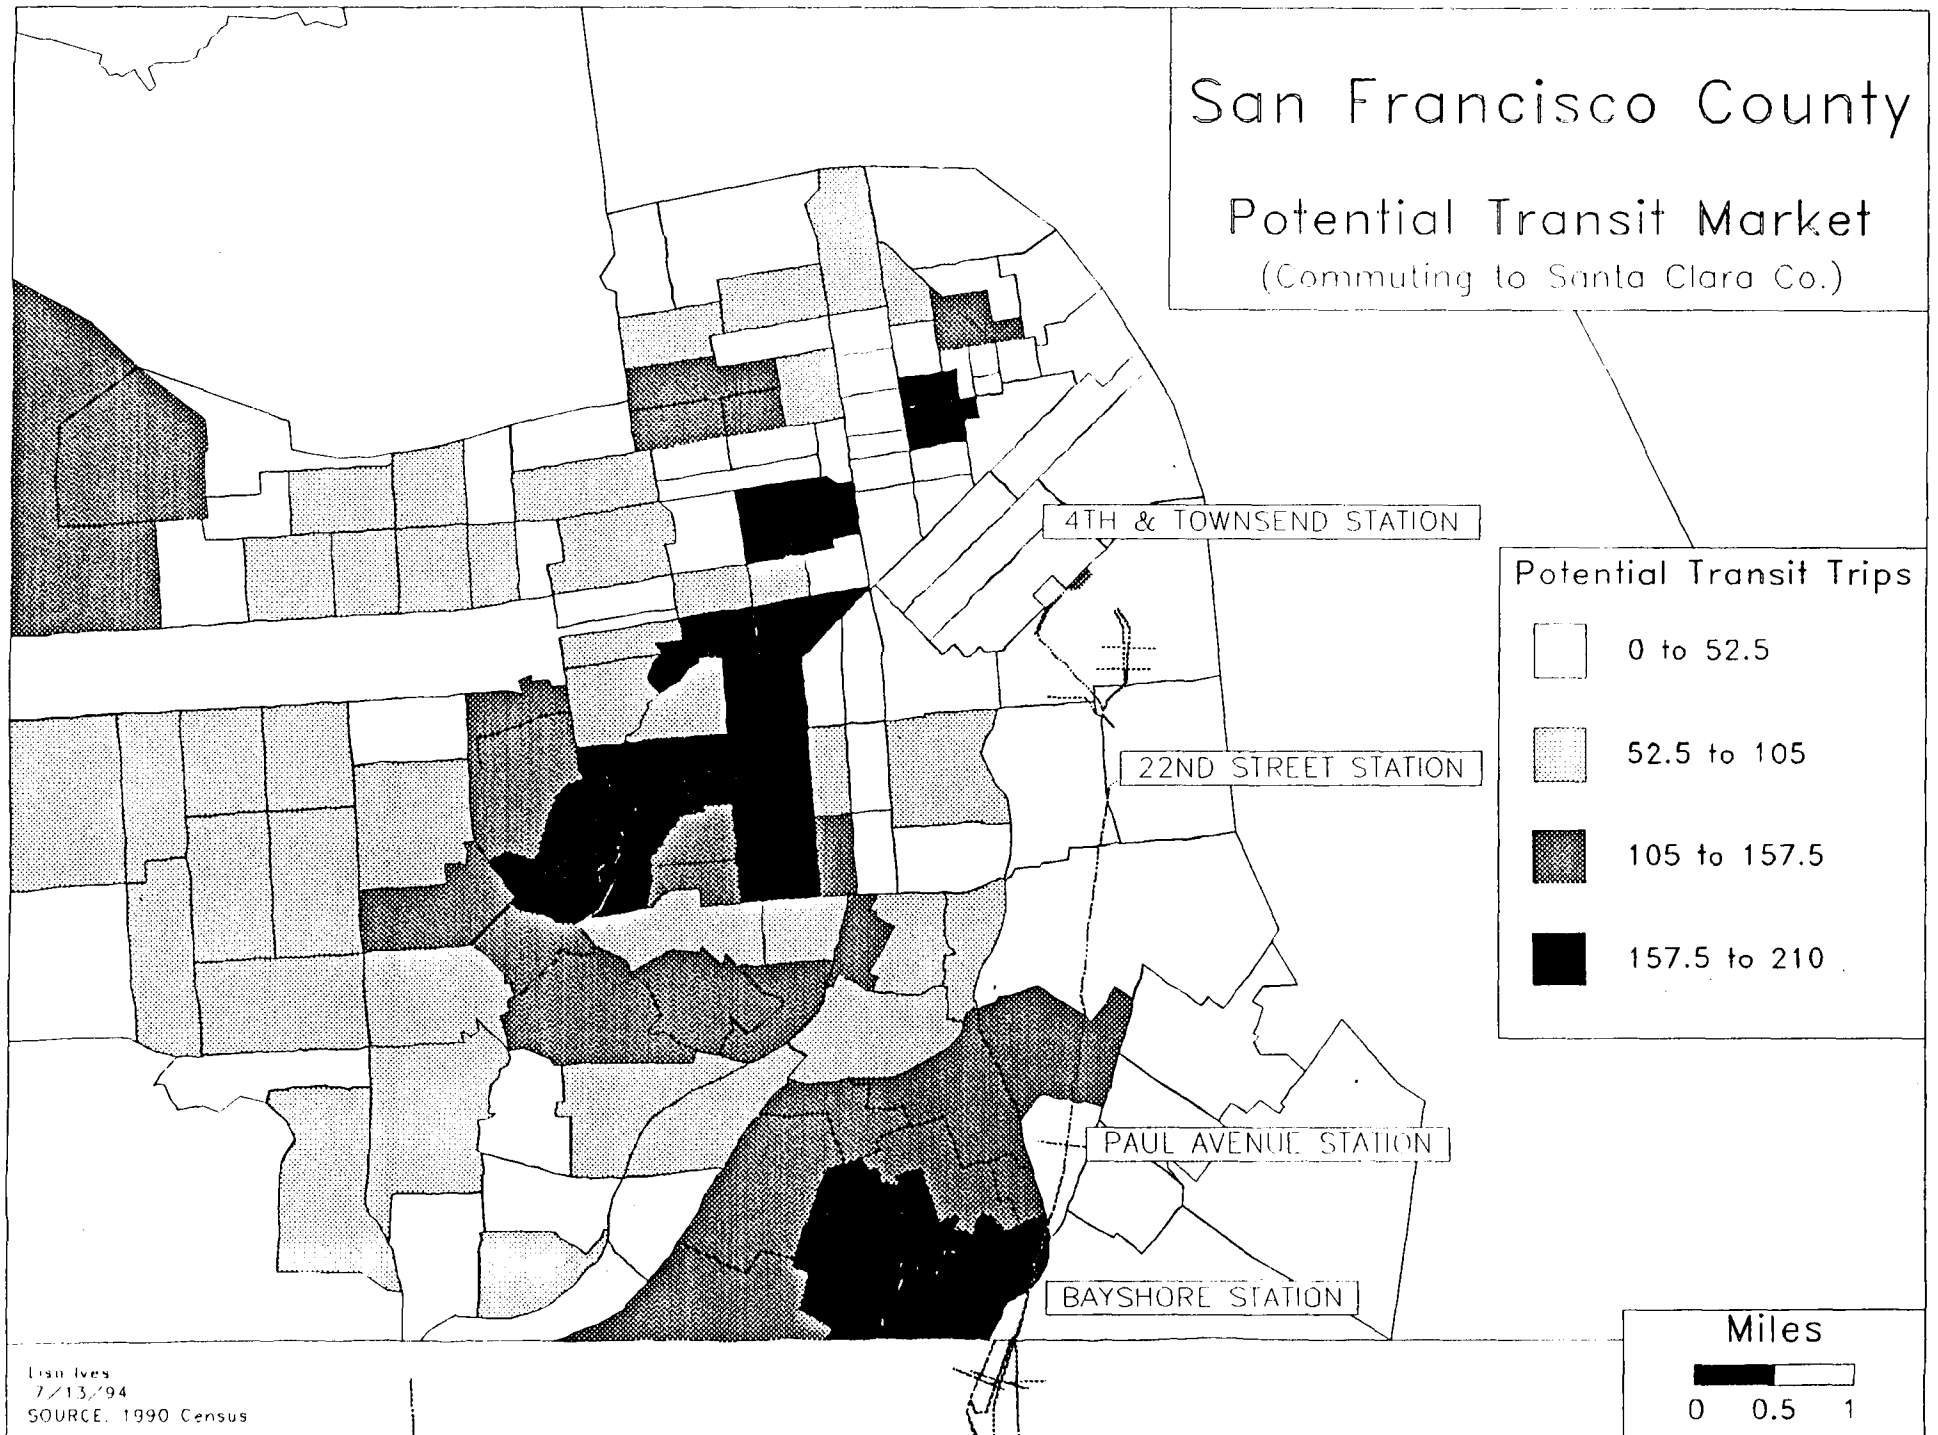 San Francisco County
Potential Transit Market
(Commuting to Santa Clara Co.)
4TH & TOWNSEND STATION
Potential Transit Trips
0 to 52.5
22ND STREET STATION
52.5 to 105
105 to 157.5
157.5 to 210
PAUL AVENUE STATION
BAYSHORE STATION
Miles
0 0.5 1
Lisa Ives
7/13/94
SOURCE. 1990 Census